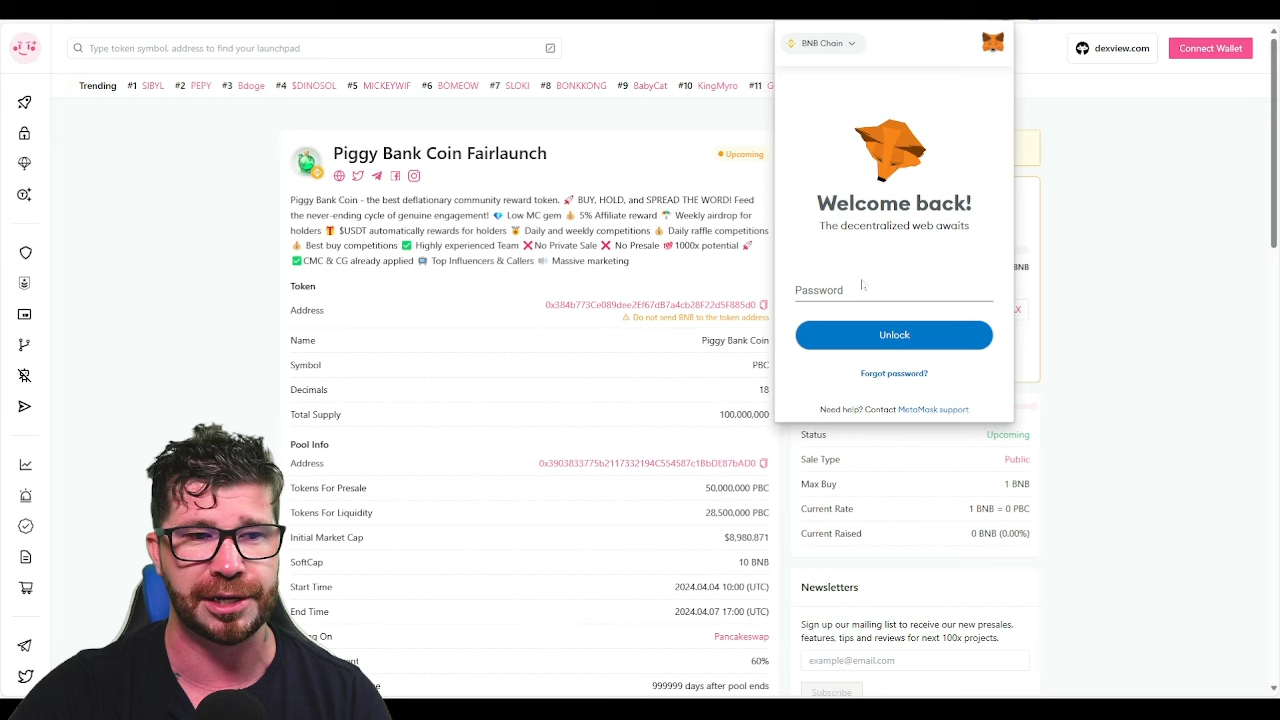 Type token symbol, address to find your launchpad
BNB Chain
dexview.com
Connect Wallet
Trending #1 SIBYL #2 PEPY #3 Bdoge #4 $DINOSOL #5 MICKEYWIF #6 BOMEOW #7 SLOKI #8 BONKKONG #9 BabyCat #10 KingMyro #11 G
Piggy Bank Coin Fairlaunch
Upcoming
Piggy Bank Coin - the best deflationary community reward token. 🚀 BUY, HOLD, and SPREAD THE WORD! Feed
the never-ending cycle of genuine engagement! 💎 Low MC gem 💰 5% Affiliate reward 🏖 Weekly airdrop for
holders 🎁 $USDT automatically rewards for holders 🥇 Daily and weekly competitions 💰 Daily raffle competitions
💰 Best buy competitions ✅ Highly experienced Team ❌No Private Sale ❌ No Presale 💯1000x potential 🚀
✅CMC & CG already applied Top Influencers & Callers 🔊 Massive marketing
Token
Address 0x384b773Ce089dee2Ef67dB7a4cb28F22d5F885d0
⚠ Do not send BNB to the token address
Name Piggy Bank Coin
Symbol PBC
Decimals 18
Total Supply 100,000,000
Pool Info
Address 0x3903833775b2117332194C554587c1BbDE87bAD0
Tokens For Presale 50,000,000 PBC
Tokens For Liquidity 28,500,000 PBC
Initial Market Cap $8,980.871
SoftCap 10 BNB
Start Time 2024.04.04 10:00 (UTC)
End Time 2024.04.07 17:00 (UTC)
g On Pancakeswap
ent 60%
me 999999 days after pool ends
Welcome back!
The decentralized web awaits
Password
Unlock
Forgot password?
Need help? Contact MetaMask support
BNB
AX
Status Upcoming
Sale Type Public
Max Buy 1 BNB
Current Rate 1 BNB = 0 PBC
Current Raised 0 BNB (0.00%)
Newsletters
Sign up our mailing list to receive our new presales,
features, tips and reviews for next 100x projects.
example@email.com
Subscribe